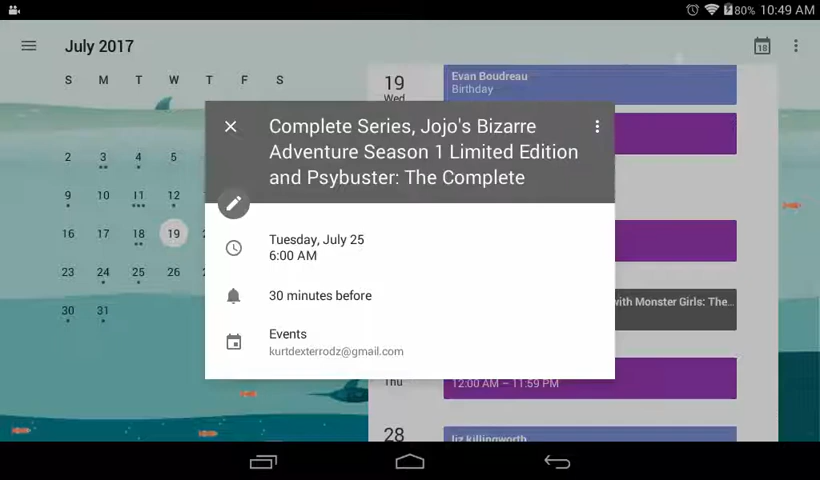 80% 10:49 AM
July 2017
18
S M T W T F S
2 3 4 5
9 10 11 12
16 17 18 19
23 24 25 26
30 31
19
Wed
Evan Boudreau
Birthday
Complete Series, Jojo's Bizarre
Adventure Season 1 Limited Edition
and Psybuster: The Complete
Tuesday, July 25
6:00 AM
30 minutes before
Events
kurtdexterrodz@gmail.com
with Monster Girls: The...
Thu
12:00 AM – 11:59 PM
28
liz killingworth